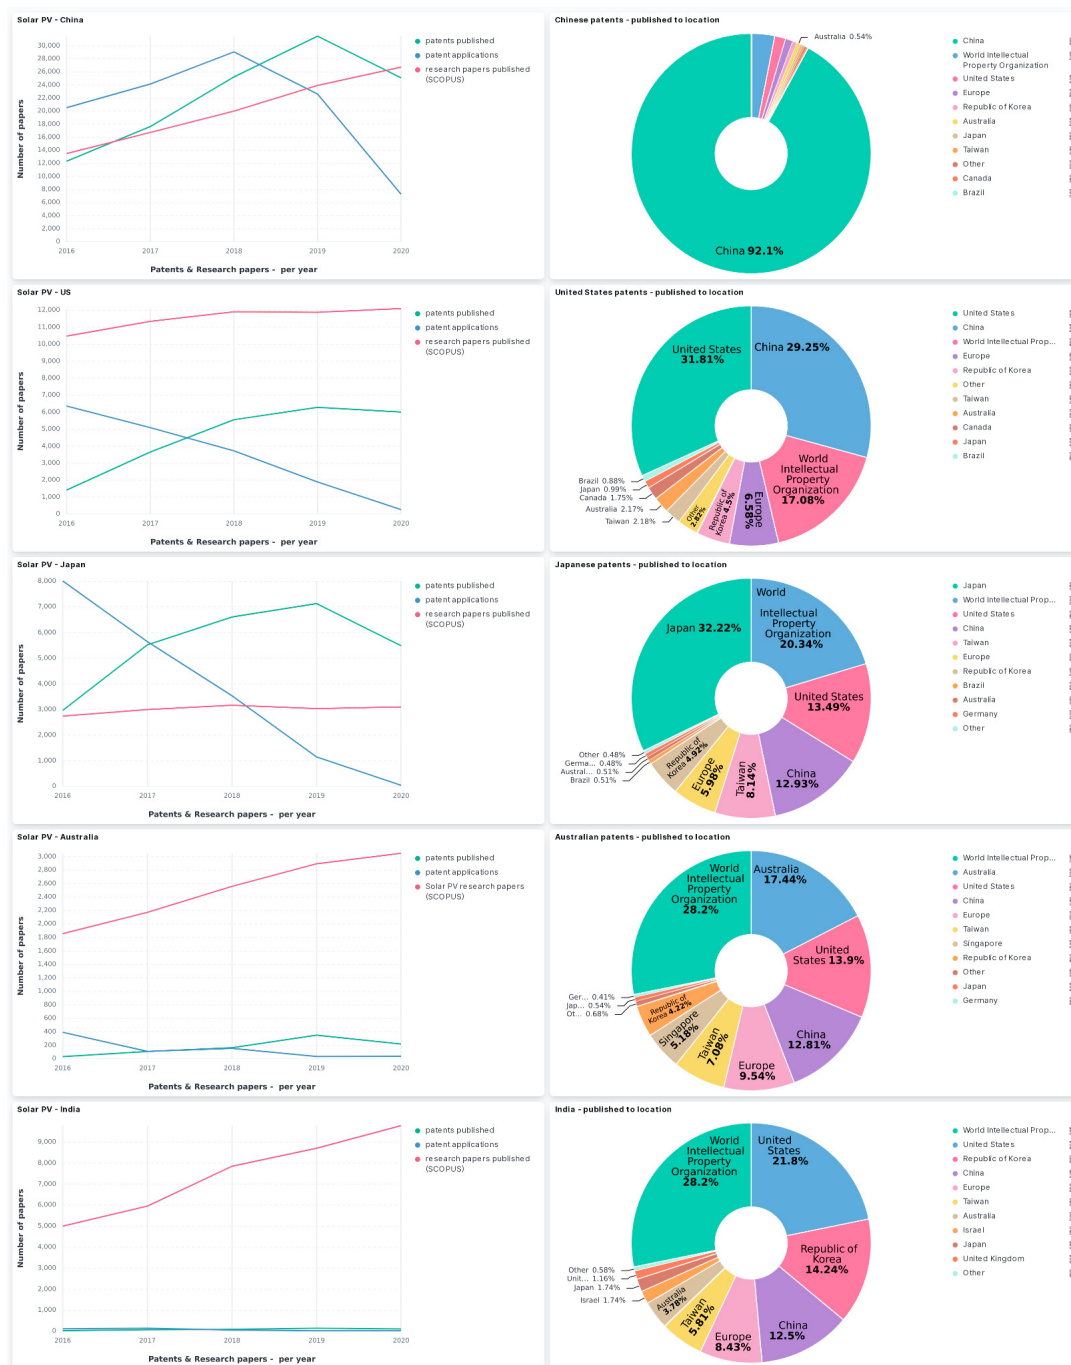 Solar PV - China
30,000
28,000
26,000
24,000
22,000
20,000
18,000
16,000
14,000
12,000
10,000
8,000
6,000
4,000
2,000
0
Number of papers
2016 2017 2018 2019 2020
Patents & Research papers - per year
patents published
patent applications
research papers published
(SCOPUS)
Chinese patents - published to location
Australia 0.54%
China 92.1%
China
World Intellectual
Property Organization
United States
Europe
Republic of Korea
Australia
Japan
Taiwan
Other
Canada
Brazil
Solar PV - US
12,000
11,000
10,000
9,000
8,000
7,000
6,000
5,000
4,000
3,000
2,000
1,000
0
Number of papers
2016 2017 2018 2019 2020
Patents & Research papers - per year
patents published
patent applications
research papers published
(SCOPUS)
United States patents - published to location
United States
31.81%
China 29.25%
World
Intellectual
Property
Organization
17.08%
Europe
6.58%
Republic of
Korea 4.5%
Other
2.82%
Brazil 0.88%
Japan 0.99%
Canada 1.75%
Australia 2.17%
Taiwan 2.18%
United States
China
World Intellectual Prop...
Europe
Republic of Korea
Other
Taiwan
Australia
Canada
Japan
Brazil
Solar PV - Japan
8,000
7,000
6,000
5,000
4,000
3,000
2,000
1,000
0
Number of papers
2016 2017 2018 2019 2020
Patents & Research papers - per year
patents published
patent applications
research papers published
(SCOPUS)
Japanese patents - published to location
Japan 32.22%
World
Intellectual
Property
Organization
20.34%
United States
13.49%
China
12.93%
Taiwan
8.14%
Europe
5.98%
Republic of
Korea 4.92%
Other 0.48%
Germa... 0.48%
Austral... 0.51%
Brazil 0.51%
Japan
World Intellectual Prop...
United States
China
Taiwan
Europe
Republic of Korea
Brazil
Australia
Germany
Other
Solar PV - Australia
3,000
2,800
2,600
2,400
2,200
2,000
1,800
1,600
1,400
1,200
1,000
800
600
400
200
0
Number of papers
2016 2017 2018 2019 2020
Patents & Research papers - per year
patents published
patent applications
Solar PV research papers
(SCOPUS)
Australian patents - published to location
World
Intellectual
Property
Organization
28.2%
Australia
17.44%
United
States 13.9%
China
12.81%
Europe
9.54%
Taiwan
7.08%
Singapore
5.18%
Republic of
Korea 4.22%
Ger... 0.41%
Jap... 0.54%
Ot... 0.68%
World Intellectual Prop...
Australia
United States
China
Europe
Taiwan
Singapore
Republic of Korea
Other
Japan
Germany
Solar PV - India
9,000
8,000
7,000
6,000
5,000
4,000
3,000
2,000
1,000
0
Number of papers
2016 2017 2018 2019 2020
Patents & Research papers - per year
patents published
patent applications
research papers published
(SCOPUS)
India - published to location
World
Intellectual
Property
Organization
28.2%
United
States
21.8%
Republic of
Korea
14.24%
China
12.5%
Europe
8.43%
Taiwan
5.81%
Australia
3.78%
Other 0.58%
Unit... 1.16%
Japan 1.74%
Israel 1.74%
World Intellectual Prop...
United States
Republic of Korea
China
Europe
Taiwan
Australia
Israel
Japan
United Kingdom
Other